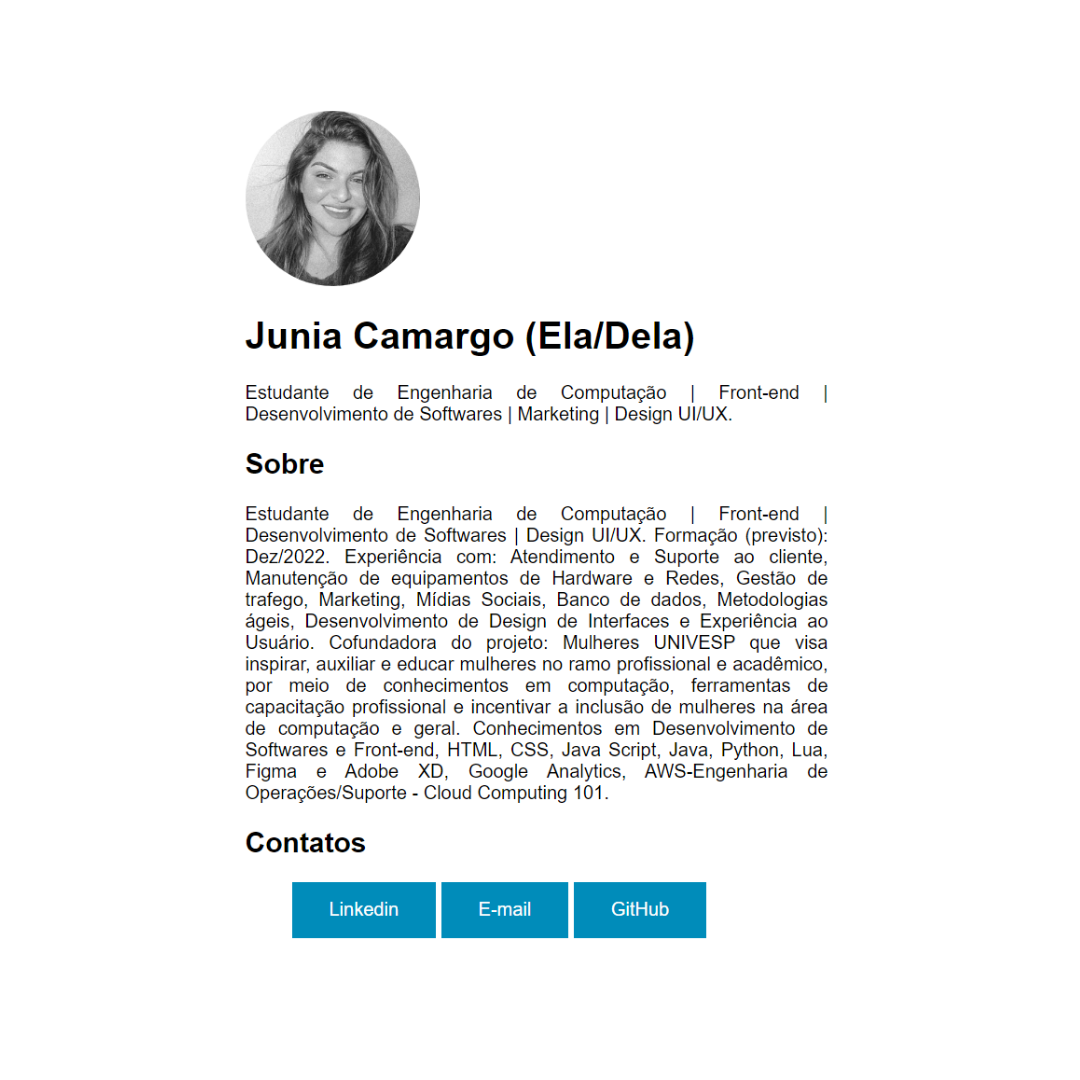 Junia Camargo (Ela/Dela)
Estudante de Engenharia de Computação | Front-end |
Desenvolvimento de Softwares | Marketing | Design UI/UX.
Sobre
Estudante de Engenharia de Computação | Front-end |
Desenvolvimento de Softwares | Design UI/UX. Formação (previsto):
Dez/2022. Experiência com: Atendimento e Suporte ao cliente,
Manutenção de equipamentos de Hardware e Redes, Gestão de
trafego, Marketing, Mídias Sociais, Banco de dados, Metodologias
ágeis, Desenvolvimento de Design de Interfaces e Experiência ao
Usuário. Cofundadora do projeto: Mulheres UNIVESP que visa
inspirar, auxiliar e educar mulheres no ramo profissional e acadêmico,
por meio de conhecimentos em computação, ferramentas de
capacitação profissional e incentivar a inclusão de mulheres na área
de computação e geral. Conhecimentos em Desenvolvimento de
Softwares e Front-end, HTML, CSS, Java Script, Java, Python, Lua,
Figma e Adobe XD, Google Analytics, AWS-Engenharia de
Operações/Suporte - Cloud Computing 101.
Contatos
Linkedin E-mail GitHub